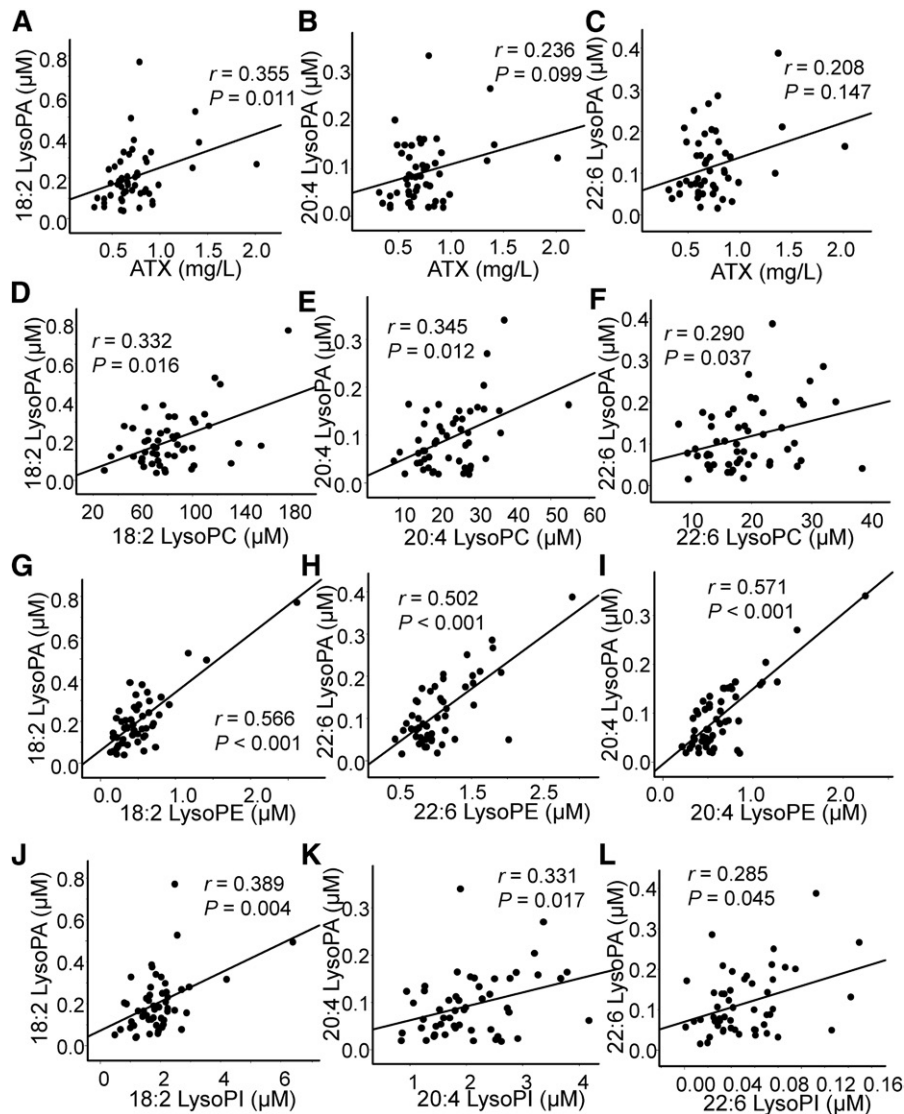 A
18:2 LysoPA (µM)
0.8
0.6
0.4
0.2
0.0
r = 0.355
P = 0.011
0.5
1.0
1.5
2.0
ATX (mg/L)
B
20:4 LysoPA (µM)
0.3
0.2
0.1
0.0
r = 0.236
P = 0.099
0.5
1.0
1.5
2.0
ATX (mg/L)
C
22:6 LysoPA (µM)
0.4
0.3
0.2
0.1
0.0
r = 0.208
P = 0.147
0.5
1.0
1.5
2.0
ATX (mg/L)
D
18:2 LysoPA (µM)
0.8
0.6
0.4
0.2
0.0
r = 0.332
P = 0.016
20
60
100
140
180
18:2 LysoPC (µM)
E
20:4 LysoPA (µM)
0.3
0.2
0.1
0.0
r = 0.345
P = 0.012
10
20
30
40
50
60
20:4 LysoPC (µM)
F
22:6 LysoPA (µM)
0.4
0.3
0.2
0.1
0.0
r = 0.290
P = 0.037
10
20
30
40
22:6 LysoPC (µM)
G
18:2 LysoPA (µM)
0.8
0.6
0.4
0.2
0.0
r = 0.566
P < 0.001
0.0
1.0
2.0
18:2 LysoPE (µM)
H
22:6 LysoPA (µM)
0.4
0.3
0.2
0.1
0.0
r = 0.502
P < 0.001
0.5
1.5
2.5
22:6 LysoPE (µM)
I
20:4 LysoPA (µM)
0.3
0.2
0.1
0.0
r = 0.571
P < 0.001
0.0
1.0
2.0
20:4 LysoPE (µM)
J
18:2 LysoPA (µM)
0.8
0.6
0.4
0.2
0.0
r = 0.389
P = 0.004
0
2
4
6
18:2 LysoPI (µM)
K
20:4 LysoPA (µM)
0.3
0.2
0.1
0.0
r = 0.331
P = 0.017
1
2
3
4
20:4 LysoPI (µM)
L
22:6 LysoPA (µM)
0.4
0.3
0.2
0.1
0.0
r = 0.285
P = 0.045
0.00
0.04
0.08
0.12
0.16
22:6 LysoPI (µM)